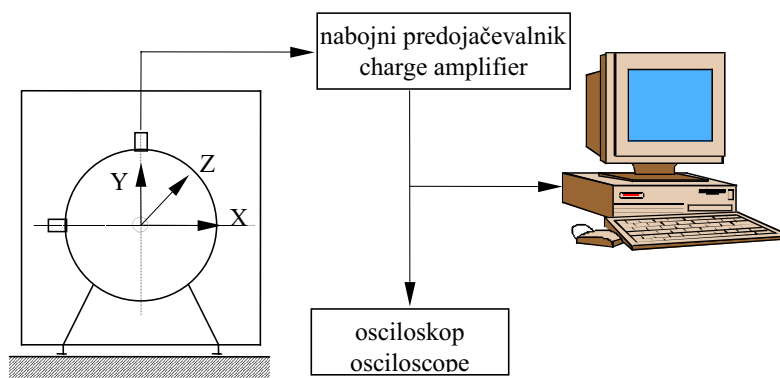 nabojni predojačevalnik
charge amplifier
Z
Y
X
osciloskop
osciloscope